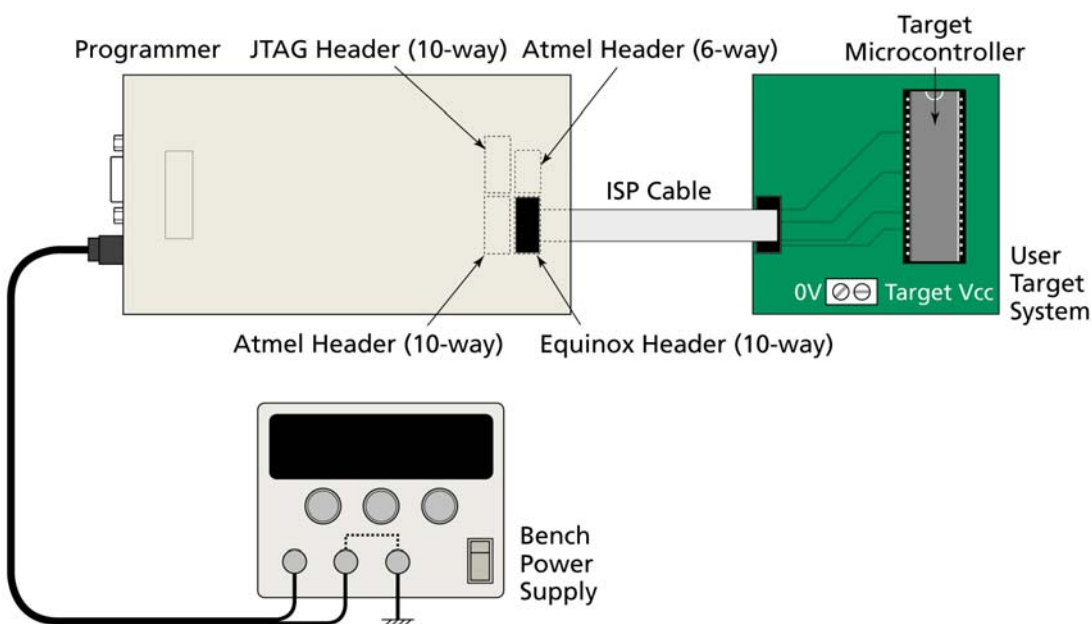 Programmer
JTAG Header (10-way)
Atmel Header (6-way)
Target
Microcontroller
ISP Cable
User
Target
System
0V
Target Vcc
Atmel Header (10-way)
Equinox Header (10-way)
Bench
Power
Supply